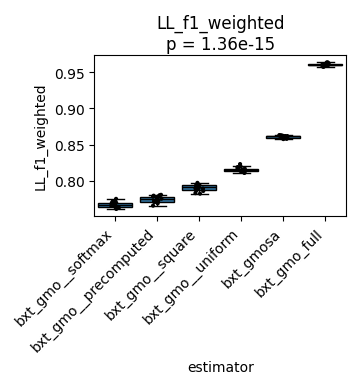 LL_f1_weighted
p = 1.36e-15
LL_f1_weighted
0.95
0.90
0.85
0.80
bxt_gmo__softmax
bxt_gmo__precomputed
bxt_gmo__square
bxt_gmo__uniform
bxt_gmosa
bxt_gmo_full
estimator